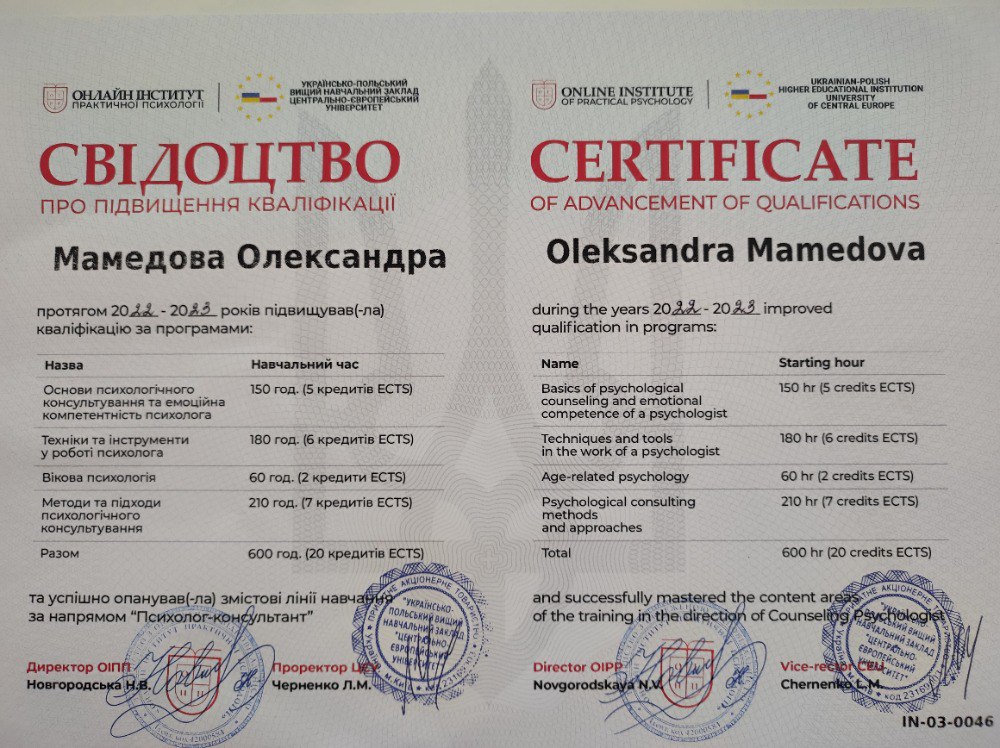 ОНЛАЙН ІНСТИТУТ
ПРАКТИЧНОЇ ПСИХОЛОГІЇ
УКРАЇНСЬКО-ПОЛЬСЬКИЙ
ВИЩИЙ НАВЧАЛЬНИЙ ЗАКЛАД
ЦЕНТРАЛЬНО-ЄВРОПЕЙСЬКИЙ
УНІВЕРСИТЕТ
СВІДОЦТВО
ПРО ПІДВИЩЕННЯ КВАЛІФІКАЦІЇ
Мамедова Олександра
протягом 2022 - 2023 років підвищував(-ла)
кваліфікацію за програмами:
Назва Навчальний час
Основи психологічного 150 год. (5 кредитів ECTS)
консультування та емоційна
компетентність психолога
Техніки та інструменти 180 год. (6 кредитів ECTS)
у роботі психолога
Вікова психологія 60 год. (2 кредити ECTS)
Методи та підходи 210 год. (7 кредитів ECTS)
психологічного
консультування
Разом 600 год. (20 кредитів ECTS)
та успішно опанував(-ла) змістові лінії навчання
за напрямом “Психолог-консультант”
Директор ОІПП
Новгородська Н.В.
Проректор ЦЄУ
Черненко Л.М.
"УКРАЇНСЬКО-
ПОЛЬСЬКИЙ ВИЩИЙ
НАВЧАЛЬНИЙ ЗАКЛАД
"ЦЕНТРАЛЬНО-
ЄВРОПЕЙСЬКИЙ
УНІВЕРСИТЕТ"
ONLINE INSTITUTE
OF PRACTICAL PSYCHOLOGY
UKRAINIAN-POLISH
HIGHER EDUCATIONAL INSTITUTION
UNIVERSITY
OF CENTRAL EUROPE
CERTIFICATE
OF ADVANCEMENT OF QUALIFICATIONS
Oleksandra Mamedova
during the years 2022 - 2023 improved
qualification in programs:
Name Starting hour
Basics of psychological 150 hr (5 credits ECTS)
counseling and emotional
competence of a psychologist
Techniques and tools 180 hr (6 credits ECTS)
in the work of a psychologist
Age-related psychology 60 hr (2 credits ECTS)
Psychological consulting 210 hr (7 credits ECTS)
methods
and approaches
Total 600 hr (20 credits ECTS)
and successfully mastered the content areas
of the training in the direction of Counseling Psychologist
Director OIPP
Novgorodskaya N.V.
Vice-rector CEU
Chernenko L.M.
IN-03-0046